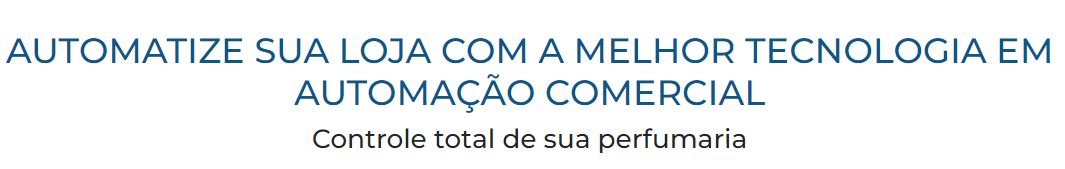 AUTOMATIZE SUA LOJA COM A MELHOR TECNOLOGIA EM
AUTOMAÇÃO COMERCIAL
Controle total de sua perfumaria